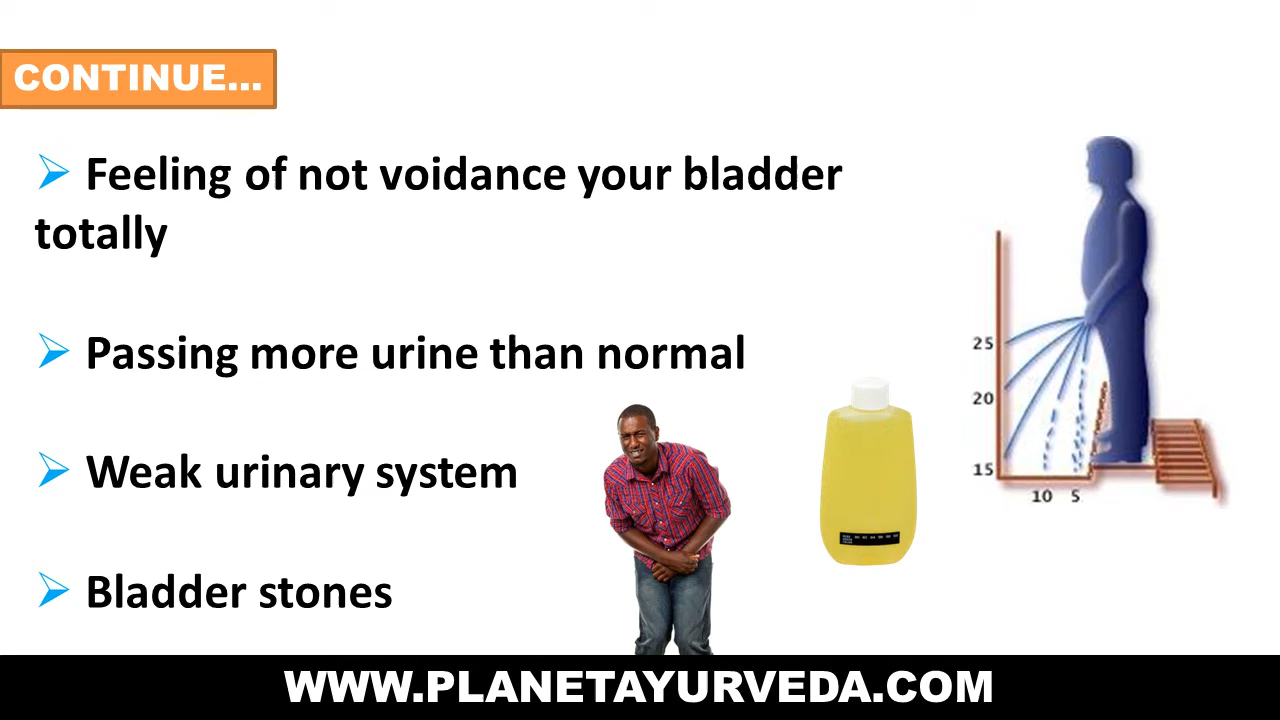 CONTINUE...
➢ Feeling of not voidance your bladder
totally
➢ Passing more urine than normal
➢ Weak urinary system
➢ Bladder stones
25
20
15
10 5
WWW.PLANETAYURVEDA.COM